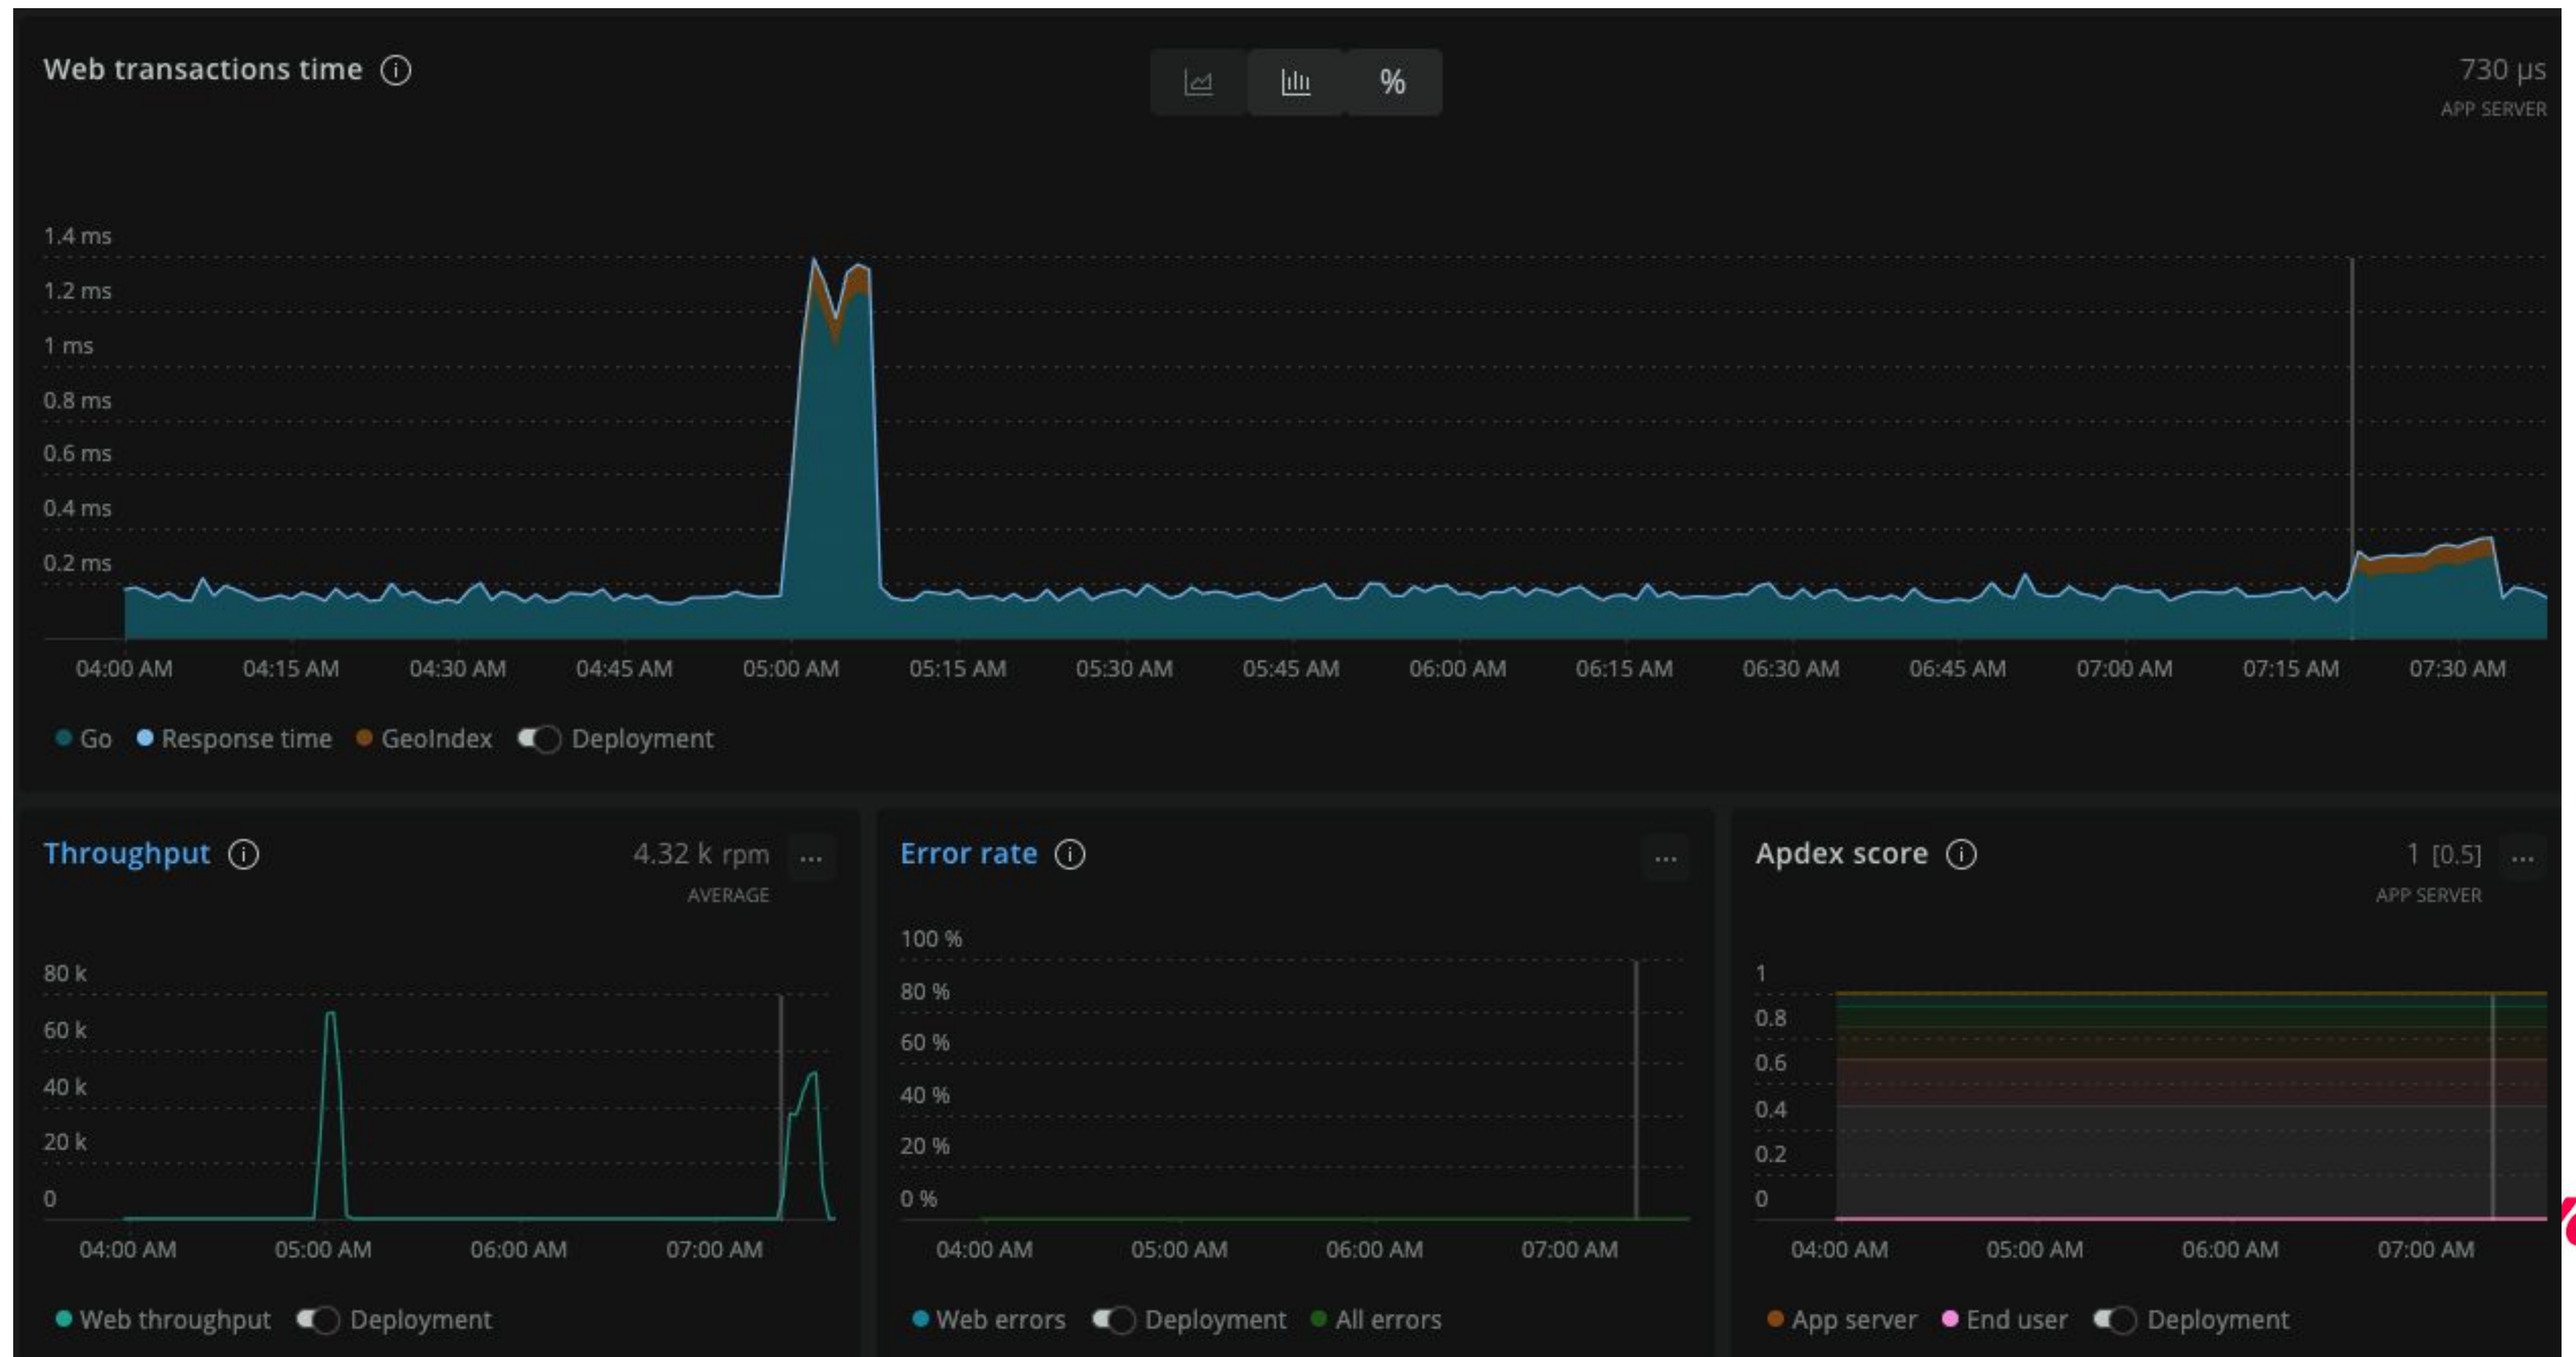 Web transactions time
%
730 µs
APP SERVER
1.4 ms
1.2 ms
1 ms
0.8 ms
0.6 ms
0.4 ms
0.2 ms
04:00 AM 04:15 AM 04:30 AM 04:45 AM 05:00 AM 05:15 AM 05:30 AM 05:45 AM 06:00 AM 06:15 AM 06:30 AM 06:45 AM 07:00 AM 07:15 AM 07:30 AM
Go Response time GeoIndex Deployment
Throughput
4.32 k rpm
AVERAGE
80 k
60 k
40 k
20 k
0
04:00 AM 05:00 AM 06:00 AM 07:00 AM
Web throughput Deployment
Error rate
100 %
80 %
60 %
40 %
20 %
0 %
04:00 AM 05:00 AM 06:00 AM 07:00 AM
Web errors Deployment All errors
Apdex score
1 [0.5]
APP SERVER
1
0.8
0.6
0.4
0.2
0
04:00 AM 05:00 AM 06:00 AM 07:00 AM
App server End user Deployment